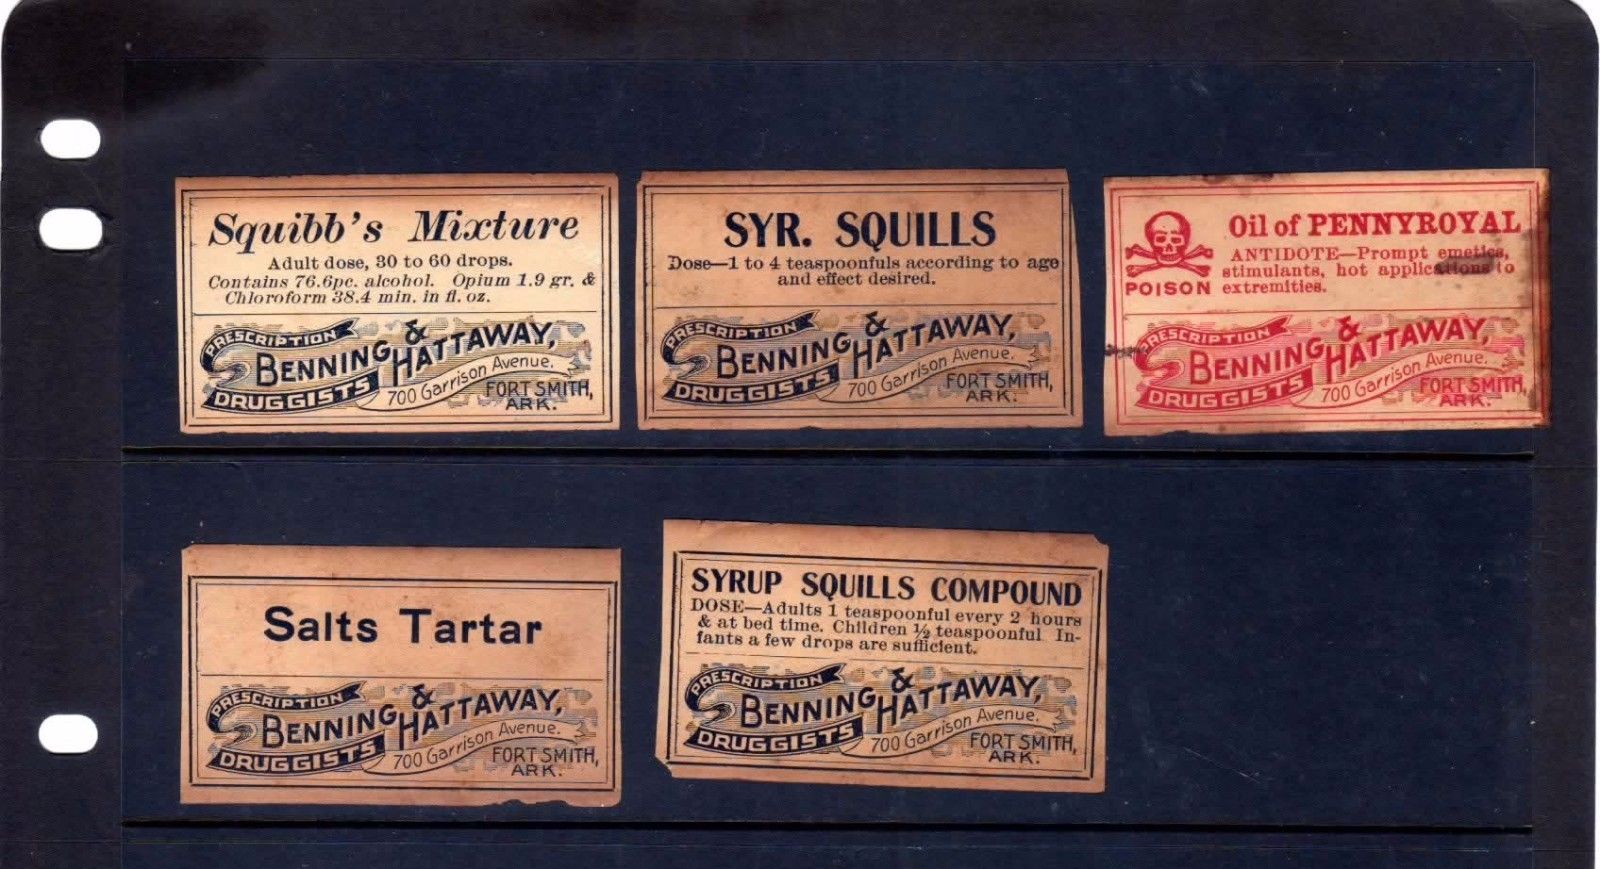 Squibb's Mixture
Adult dose, 30 to 60 drops.
Contains 76.6pc. alcohol. Opium 1.9 gr. &
Chloroform 38.4 min. in fl. oz.
PRESCRIPTION
BENNING & HATTAWAY,
DRUGGISTS
700 Garrison Avenue.
FORT SMITH,
ARK.
SYR. SQUILLS
Dose—1 to 4 teaspoonfuls according to age
and effect desired.
PRESCRIPTION
BENNING & HATTAWAY,
DRUGGISTS
700 Garrison Avenue.
FORT SMITH,
ARK.
POISON
Oil of PENNYROYAL
ANTIDOTE—Prompt emetics,
stimulants, hot applications to
extremities.
PRESCRIPTION
BENNING & HATTAWAY,
DRUGGISTS
700 Garrison Avenue.
FORT SMITH,
ARK.
Salts Tartar
PRESCRIPTION
BENNING & HATTAWAY,
DRUGGISTS
700 Garrison Avenue.
FORT SMITH,
ARK.
SYRUP SQUILLS COMPOUND
DOSE—Adults 1 teaspoonful every 2 hours
& at bed time. Children ½ teaspoonful In-
fants a few drops are sufficient.
PRESCRIPTION
BENNING & HATTAWAY,
DRUGGISTS
700 Garrison Avenue.
FORT SMITH,
ARK.